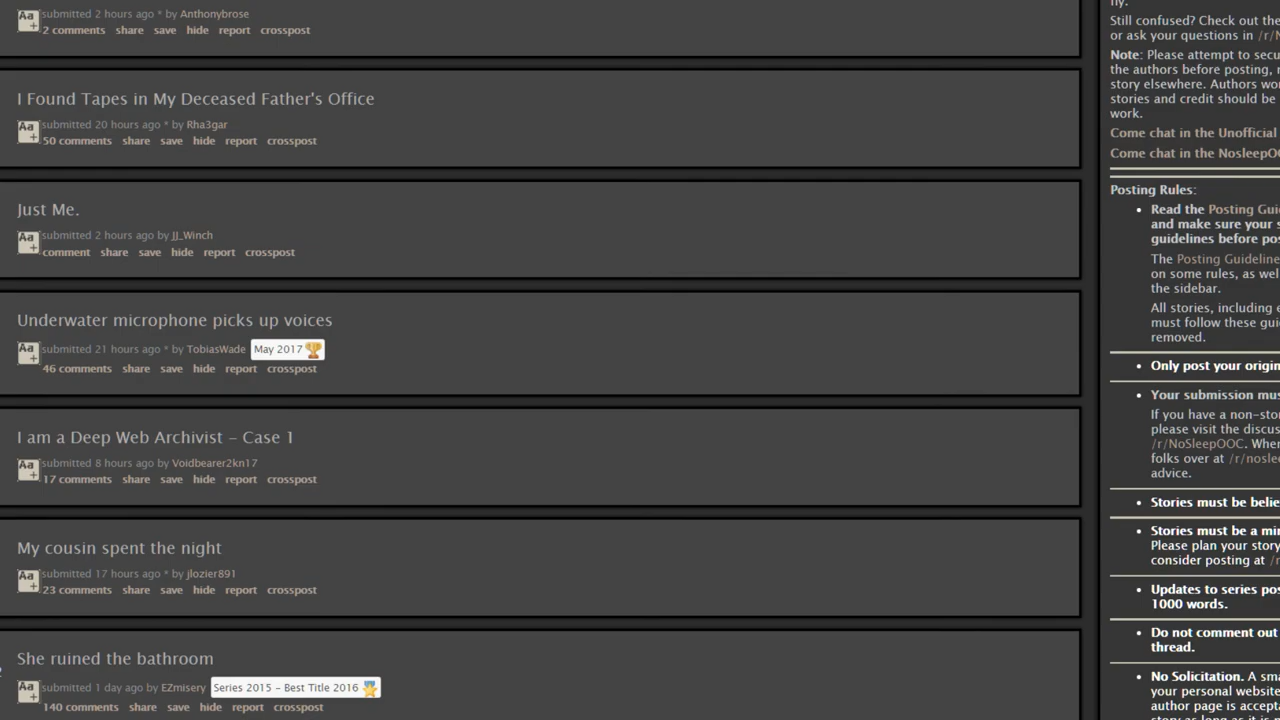 submitted 2 hours ago * by Anthonybrose
2 comments share save hide report crosspost
I Found Tapes in My Deceased Father's Office
submitted 20 hours ago * by Rha3gar
50 comments share save hide report crosspost
Just Me.
submitted 2 hours ago by JJ_Winch
comment share save hide report crosspost
Underwater microphone picks up voices
submitted 21 hours ago * by TobiasWade May 2017
46 comments share save hide report crosspost
I am a Deep Web Archivist – Case 1
submitted 8 hours ago by Voidbearer2kn17
17 comments share save hide report crosspost
My cousin spent the night
submitted 17 hours ago * by jlozier891
23 comments share save hide report crosspost
She ruined the bathroom
submitted 1 day ago by EZmisery Series 2015 – Best Title 2016
140 comments share save hide report crosspost
fly.
Still confused? Check out the
or ask your questions in /r/N
Note: Please attempt to secu
the authors before posting, r
story elsewhere. Authors wor
stories and credit should be
work.
Come chat in the Unofficial
Come chat in the NosleepOO
Posting Rules:
• Read the Posting Gui
and make sure your s
guidelines before pos
The Posting Guideline
on some rules, as wel
the sidebar.
All stories, including e
must follow these gui
removed.
• Only post your origin
• Your submission mus
If you have a non-sto
please visit the discus
/r/NoSleepOOC. Wher
folks over at /r/nosle
advice.
• Stories must be belie
• Stories must be a mi
Please plan your story
consider posting at /r
• Updates to series pos
1000 words.
• Do not comment out
thread.
• No Solicitation. A sma
your personal website
author page is accepta